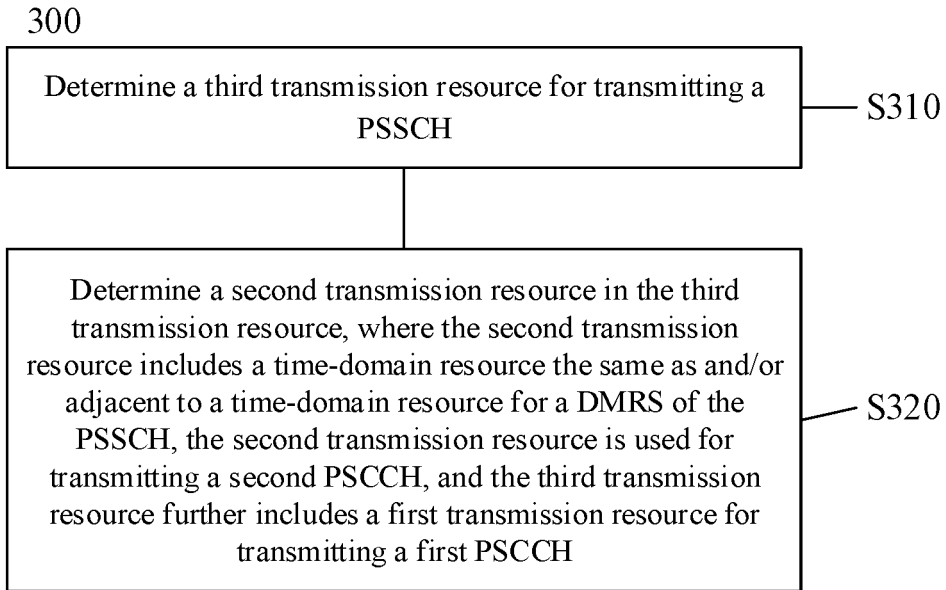 300
Determine a third transmission resource for transmitting a
PSSCH
S310
Determine a second transmission resource in the third
transmission resource, where the second transmission
resource includes a time-domain resource the same as and/or
adjacent to a time-domain resource for a DMRS of the
PSSCH, the second transmission resource is used for
transmitting a second PSCCH, and the third transmission
resource further includes a first transmission resource for
transmitting a first PSCCH
S320